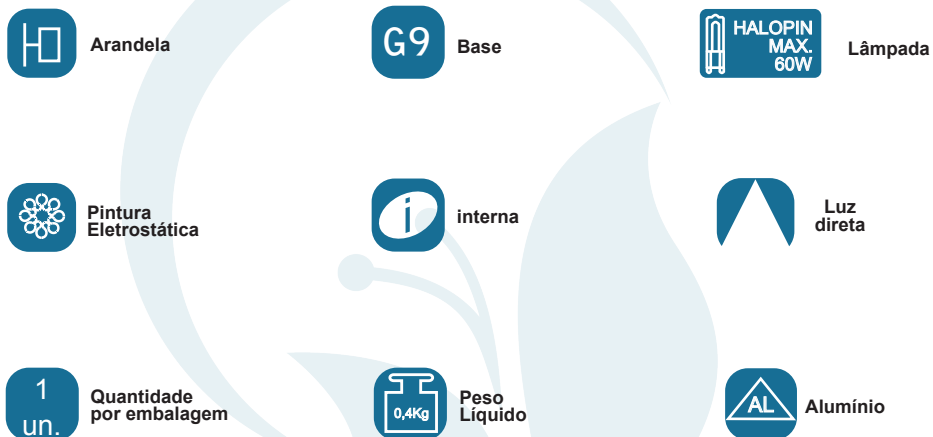 Arandela
G9
Base
HALOPIN
MAX.
60W
Lâmpada
Pintura
Eletrostática
i
interna
Luz
direta
1
un.
Quantidade
por embalagem
0,4Kg
Peso
Líquido
AL
Alumínio